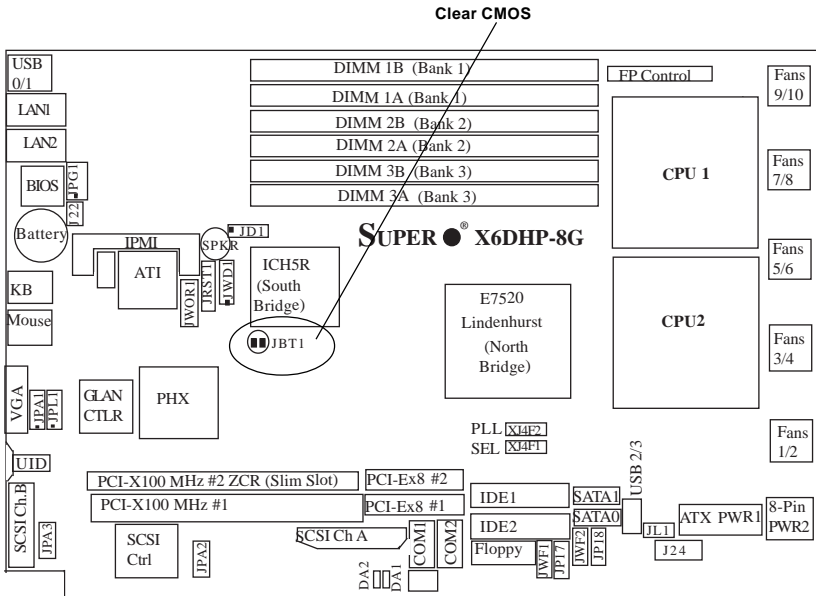 Clear CMOS
USB
0/1
LAN1
LAN2
BIOS
JPG1
J22
Battery
DIMM 1B (Bank 1)
DIMM 1A (Bank 1)
DIMM 2B (Bank 2)
DIMM 2A (Bank 2)
DIMM 3B (Bank 3)
DIMM 3A (Bank 3)
FP Control
Fans
9/10
CPU 1
Fans
7/8
JD1
SPKR
IPMI
ATI
SUPER ® X6DHP-8G
Fans
5/6
KB
Mouse
JWOR1
JRST1
JWD1
ICH5R
(South
Bridge)
JBT1
E7520
Lindenhurst
(North
Bridge)
CPU2
Fans
3/4
VGA
JPA1
JPL1
GLAN
CTLR
PHX
PLL XJ4F2
SEL XJ4F1
Fans
1/2
UID
USB 2/3
PCI-X100 MHz #2 ZCR (Slim Slot)
PCI-Ex8 #2
PCI-X100 MHz #1
PCI-Ex8 #1
IDE1
SATA1
IDE2
SATA0
SCSI Ch.B
JPA3
SCSI
Ctrl
JPA2
SCSI Ch A
COM1
COM2
DA2
DA1
Floppy
JWF1
JP17
JWF2
JP18
JL1
J24
ATX PWR1
8-Pin
PWR2